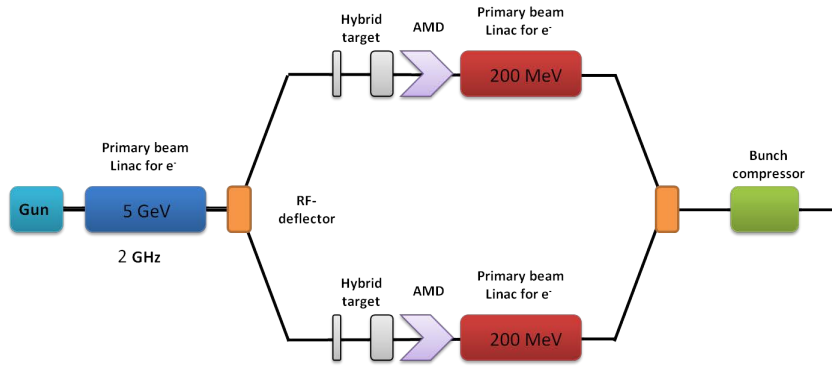 Hybrid
target
AMD
Primary beam
Linac for e-
200 MeV
Primary beam
Linac for e-
Gun
5 GeV
2 GHz
RF-
deflector
Bunch
compressor
Hybrid
target
AMD
Primary beam
Linac for e-
200 MeV